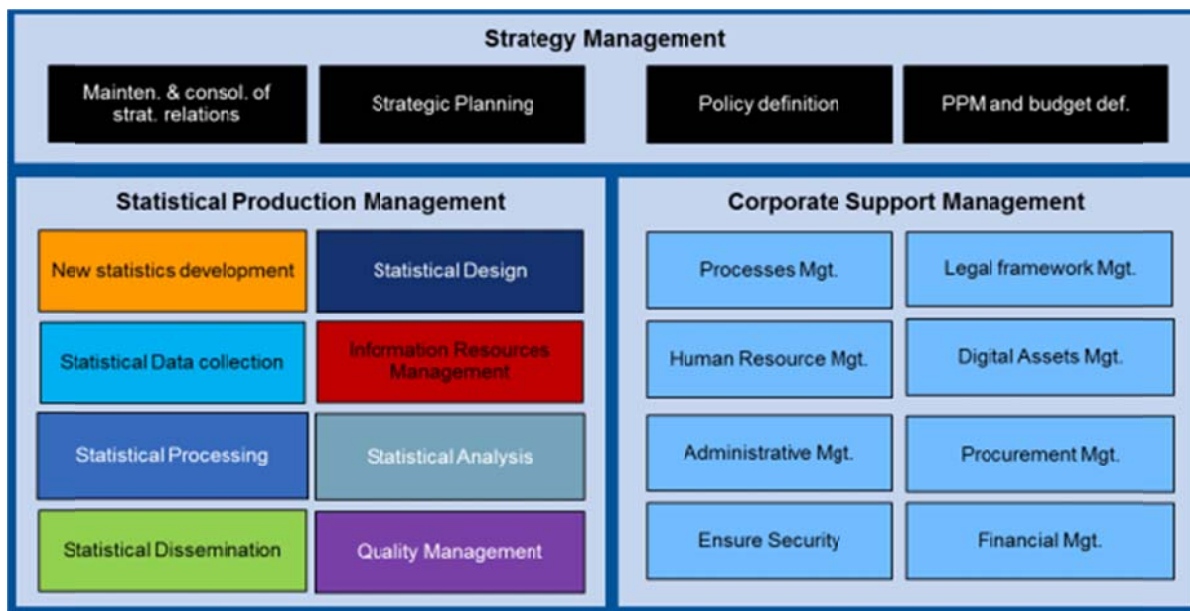 Strategy Management
Mainten. & consol. of
strat. relations
Strategic Planning
Policy definition
PPM and budget def.
Statistical Production Management
New statistics development
Statistical Design
Statistical Data collection
Information Resources
Management
Statistical Processing
Statistical Analysis
Statistical Dissemination
Quality Management
Corporate Support Management
Processes Mgt.
Legal framework Mgt.
Human Resource Mgt.
Digital Assets Mgt.
Administrative Mgt.
Procurement Mgt.
Ensure Security
Financial Mgt.